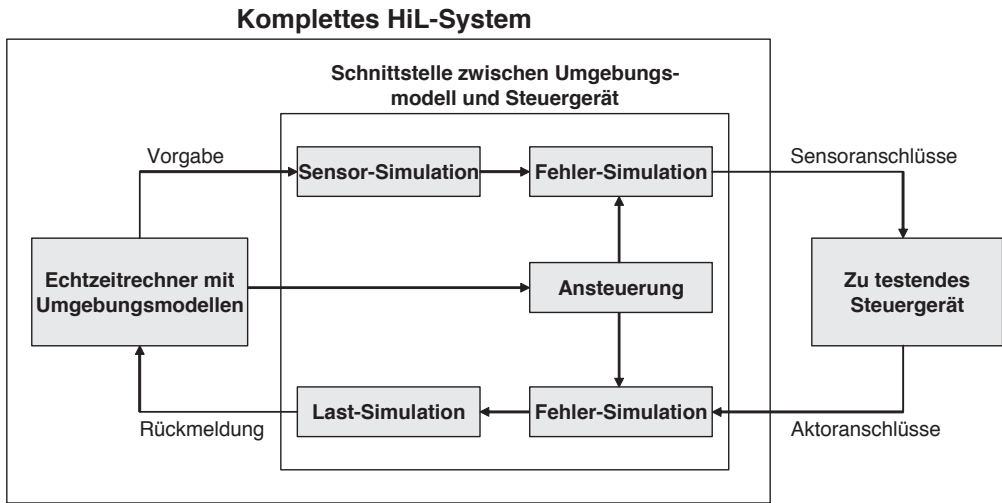 Komplettes HiL-System
Schnittstelle zwischen Umgebungs-
modell und Steuergerät
Vorgabe
Sensor-Simulation
Fehler-Simulation
Sensoranschlüsse
Echtzeitrechner mit
Umgebungsmodellen
Ansteuerung
Zu testendes
Steuergerät
Last-Simulation
Fehler-Simulation
Rückmeldung
Aktoranschlüsse